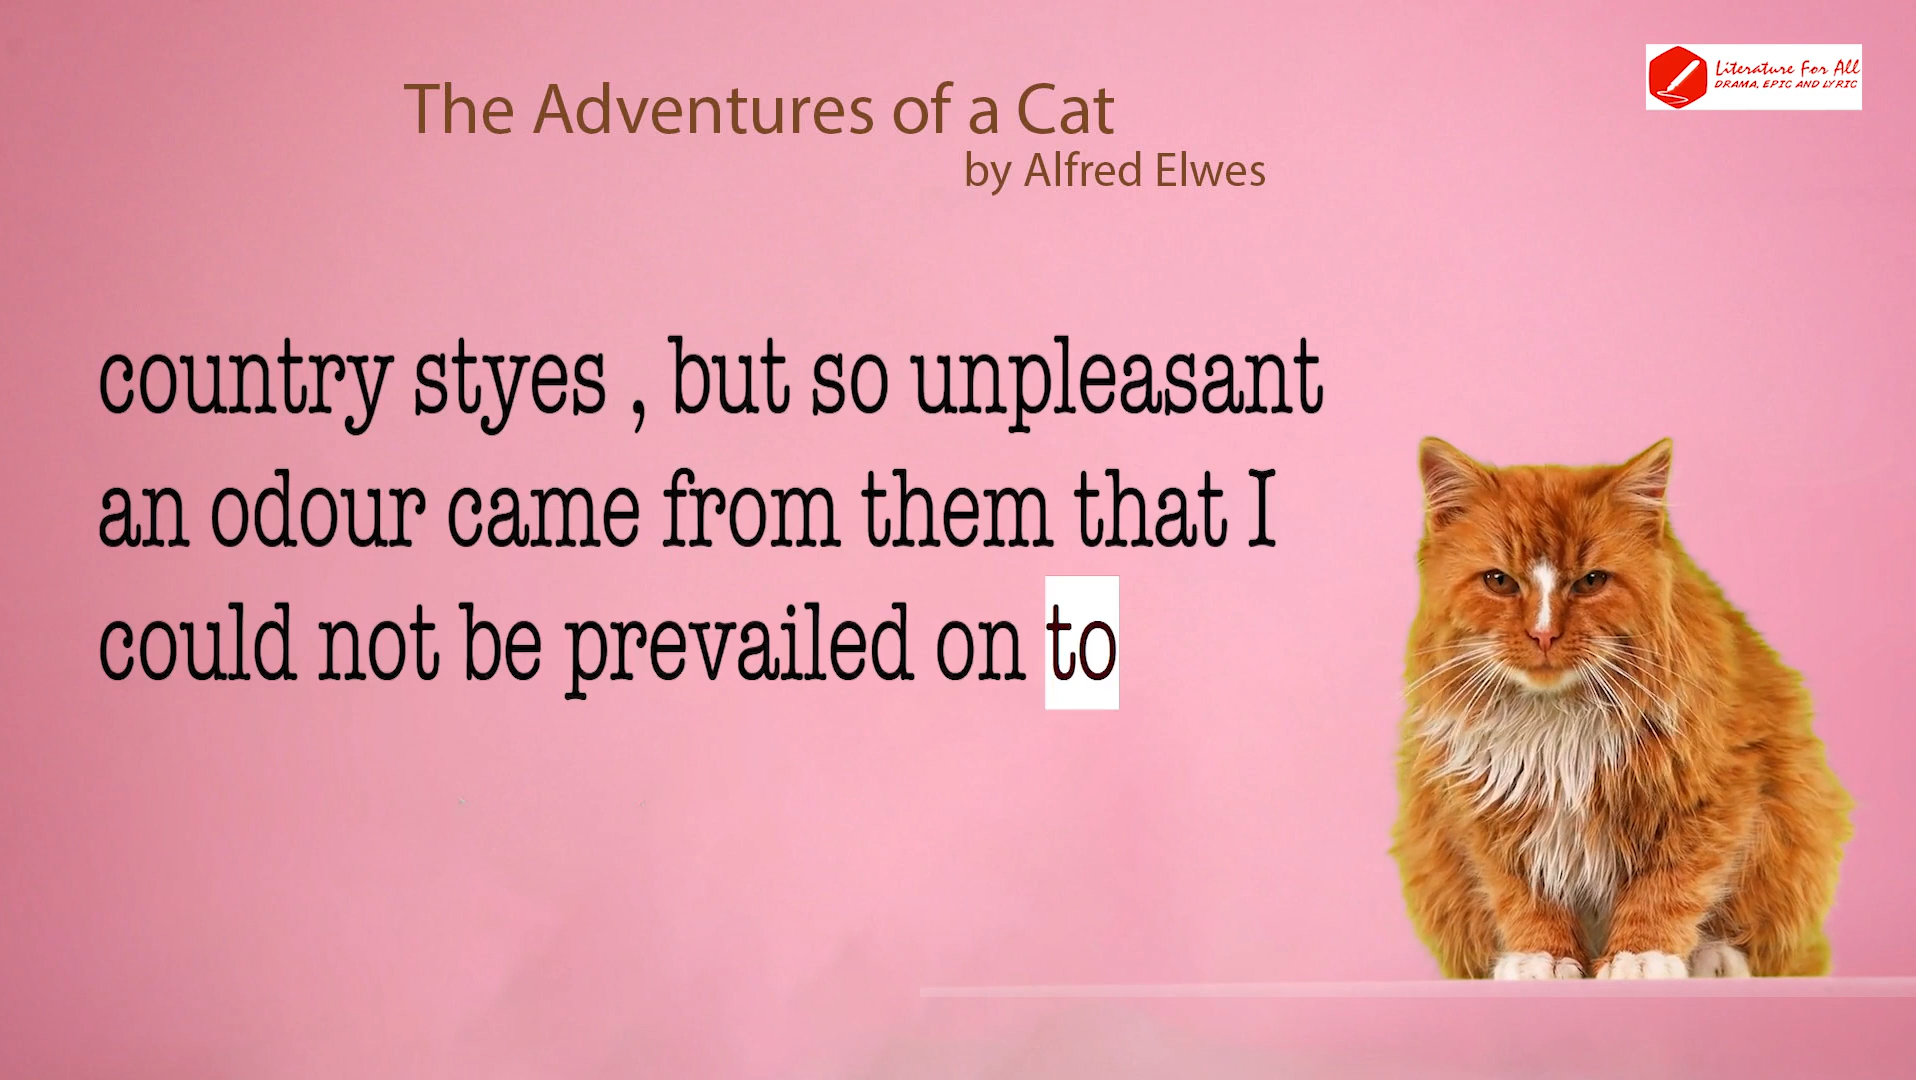 The Adventures of a Cat
by Alfred Elwes
Literature For All
DRAMA, EPIC AND LYRIC
country styes , but so unpleasant
an odour came from them that I
could not be prevailed on to